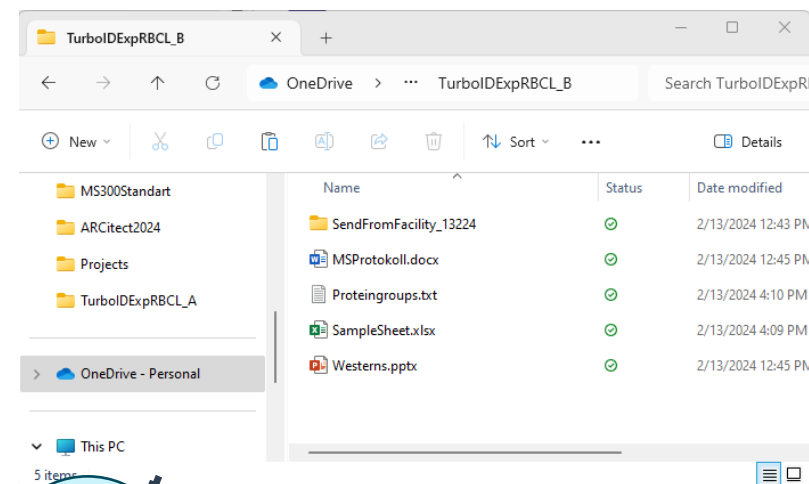 TurboIDExpRBCL_B
OneDrive > ... TurboIDExpRBCL_B Search TurboIDExpR
New Sort ... Details
Name Status Date modified
MS300Standart
ARCitect2024
Projects
TurboIDExpRBCL_A
OneDrive - Personal
This PC
SendFromFacility_13224 2/13/2024 12:43 PM
MSProtokoll.docx 2/13/2024 12:45 PM
Proteingroups.txt 2/13/2024 4:10 PM
SampleSheet.xlsx 2/13/2024 4:09 PM
Westerns.pptx 2/13/2024 12:45 PM
5 items